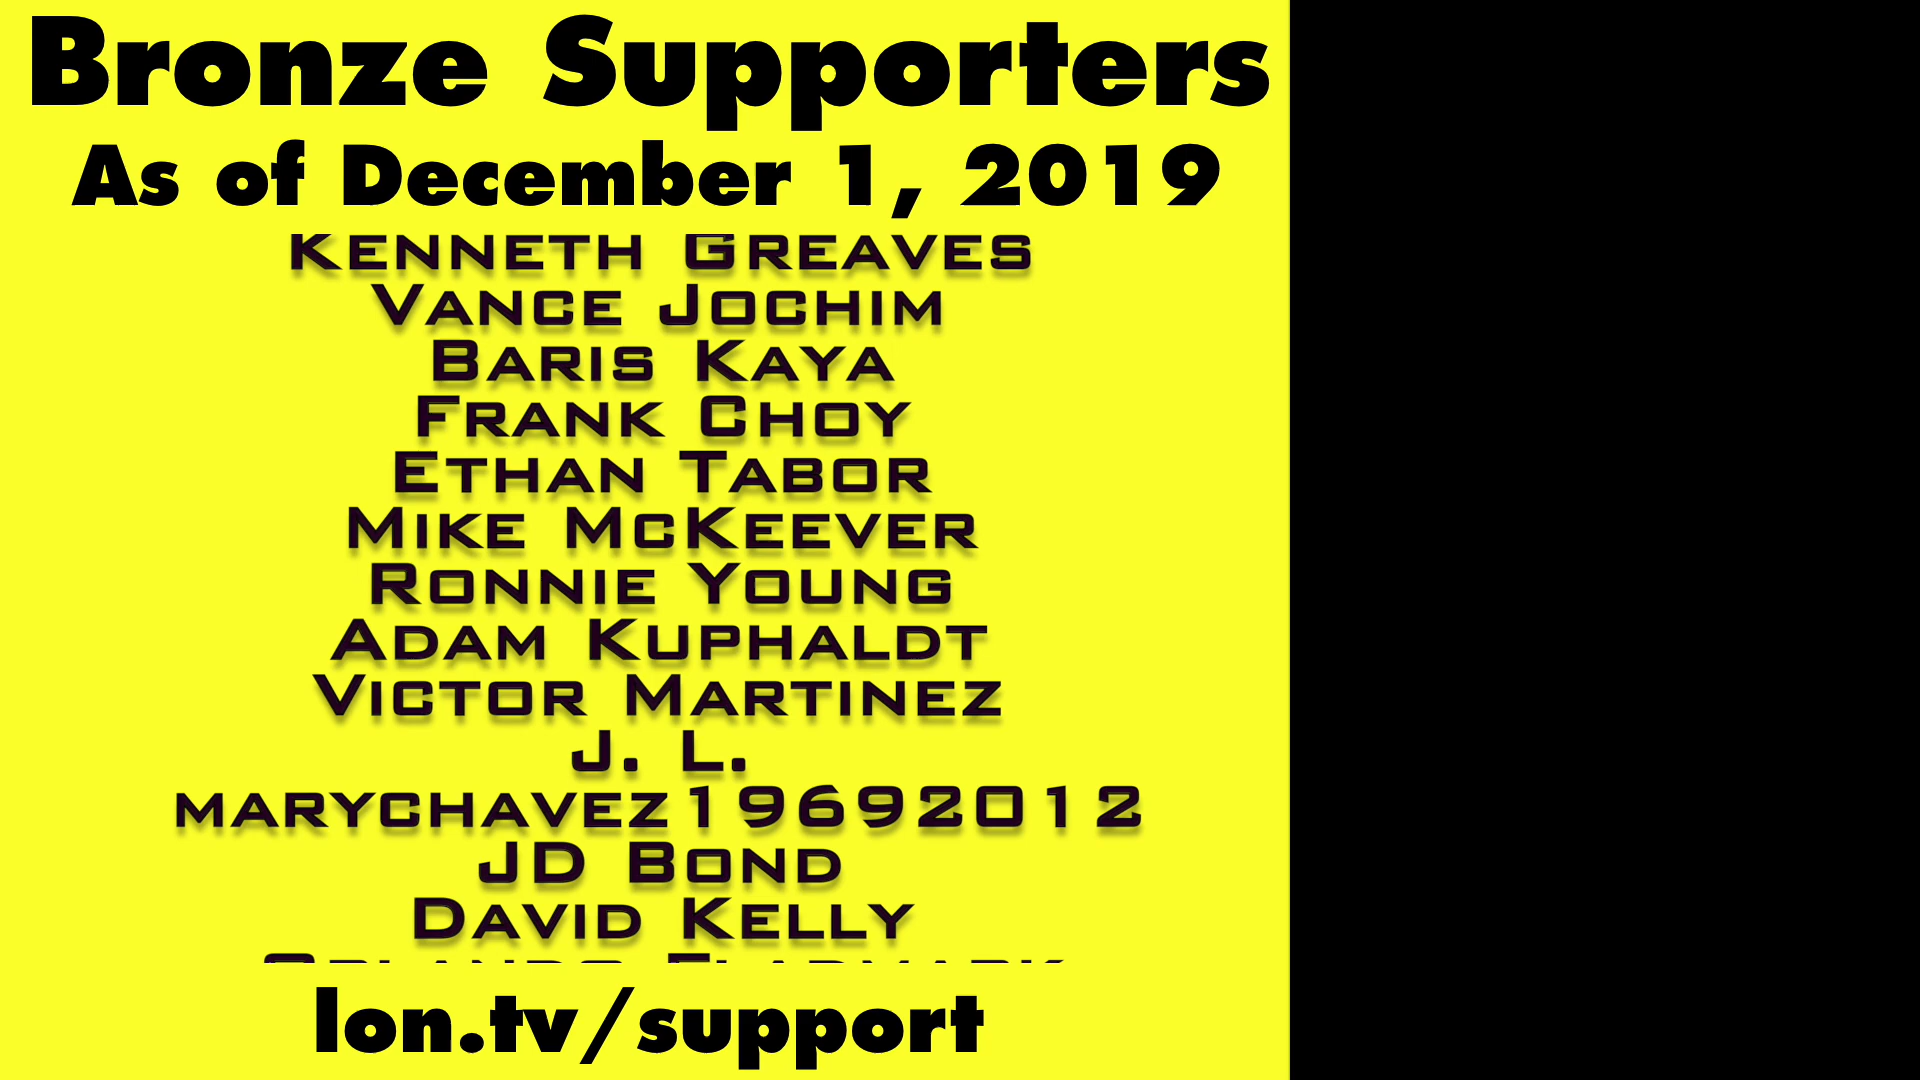 Bronze Supporters
As of December 1, 2019
Kenneth Greaves
Vance Jochim
Baris Kaya
Frank Choy
Ethan Tabor
Mike McKeever
Ronnie Young
Adam Kuphaldt
Victor Martinez
J. L.
marychavez19692012
JD Bond
David Kelly
lon.tv/support